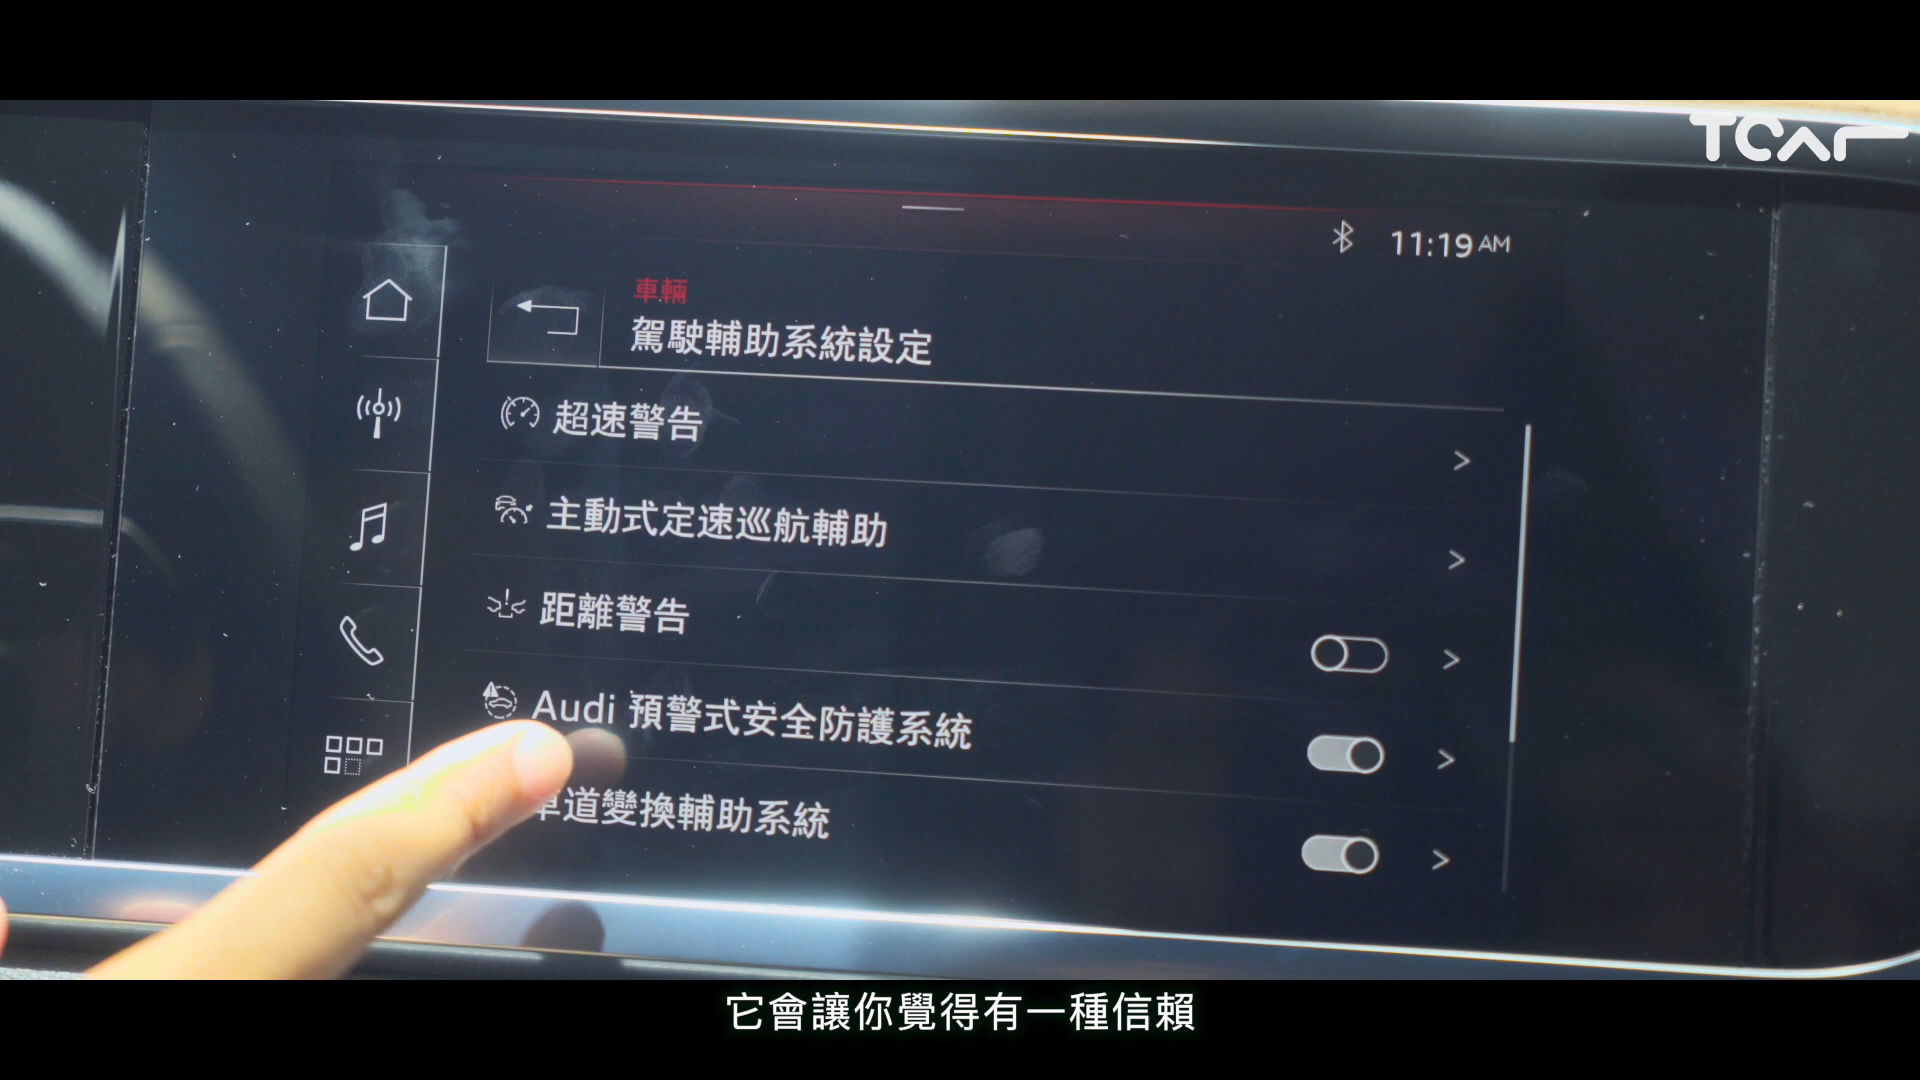 TCAR
11:19 AM
車輛
駕駛輔助系統設定
超速警告
主動式定速巡航輔助
距離警告
Audi 預警式安全防護系統
車道變換輔助系統
它會讓你覺得有一種信賴